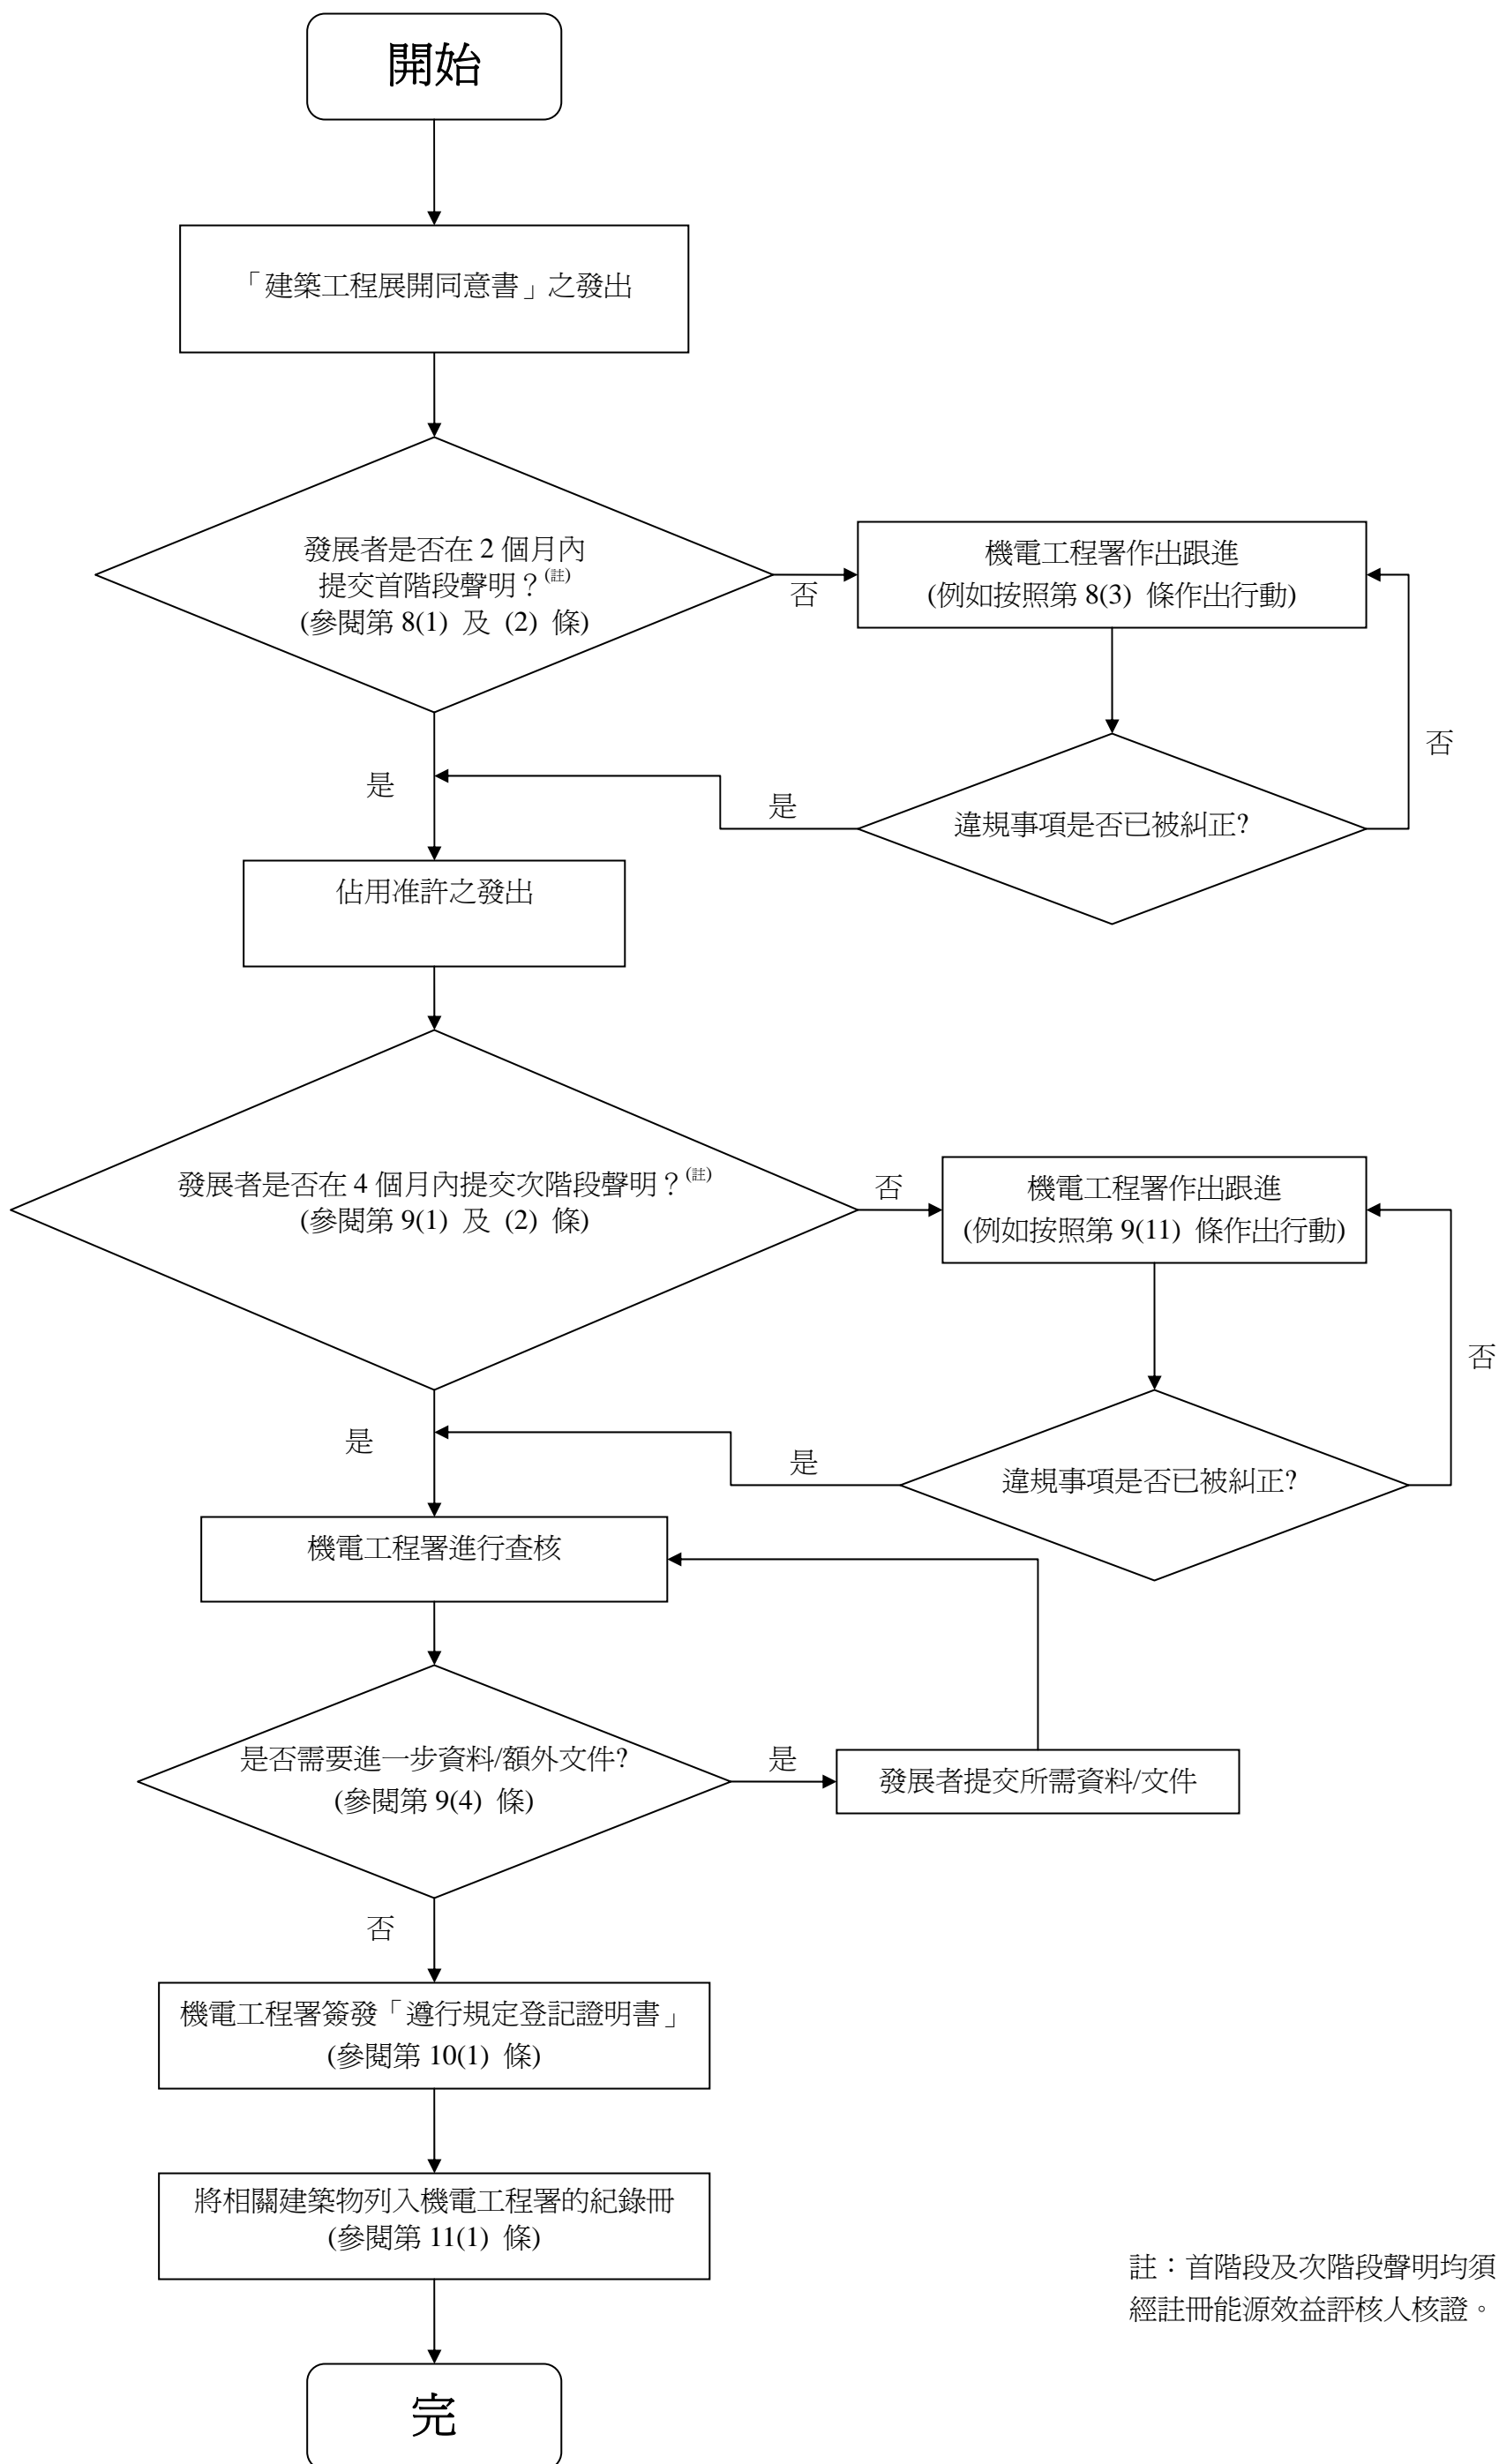 開始
「建築工程展開同意書」之發出
發展者是否在 2 個月內
提交首階段聲明？(註)
(參閱第 8(1) 及 (2) 條)
否
機電工程署作出跟進
(例如按照第 8(3) 條作出行動)
否
是
是
違規事項是否已被糾正?
佔用准許之發出
發展者是否在 4 個月內提交次階段聲明？(註)
(參閱第 9(1) 及 (2) 條)
否
機電工程署作出跟進
(例如按照第 9(11) 條作出行動)
否
是
是
違規事項是否已被糾正?
機電工程署進行查核
是否需要進一步資料/額外文件?
(參閱第 9(4) 條)
是
發展者提交所需資料/文件
否
機電工程署簽發「遵行規定登記證明書」
(參閱第 10(1) 條)
將相關建築物列入機電工程署的紀錄冊
(參閱第 11(1) 條)
註：首階段及次階段聲明均須
經註冊能源效益評核人核證。
完